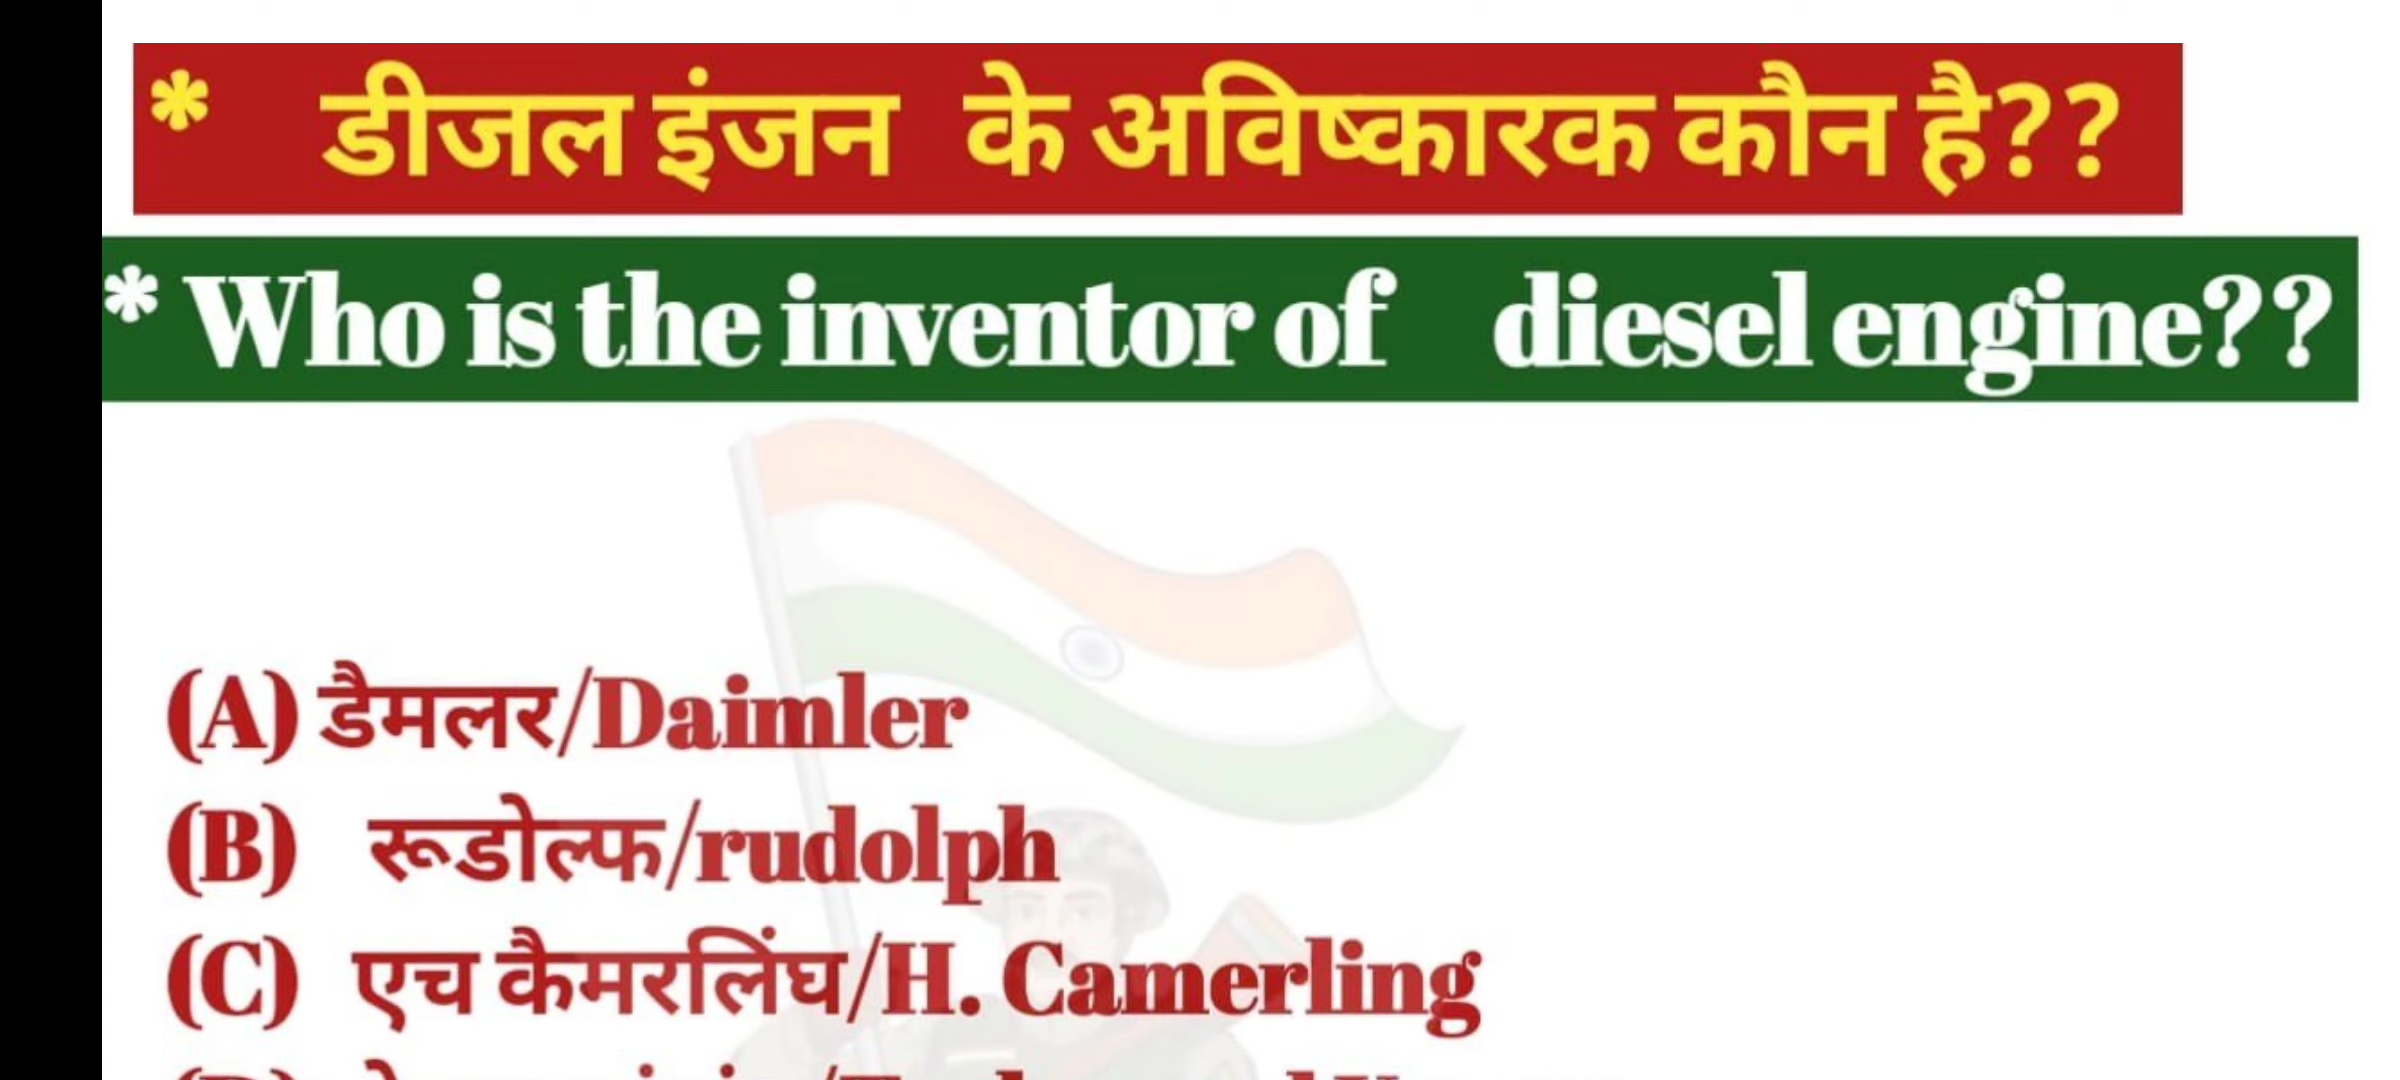 * डीजल इंजन के अविष्कारक कौन है??
* Who is the inventor of diesel engine??
(A) डैमलर/Daimler
(B) रूडोल्फ/rudolph
(C) एच कैमरलिंघ/H. Camerling